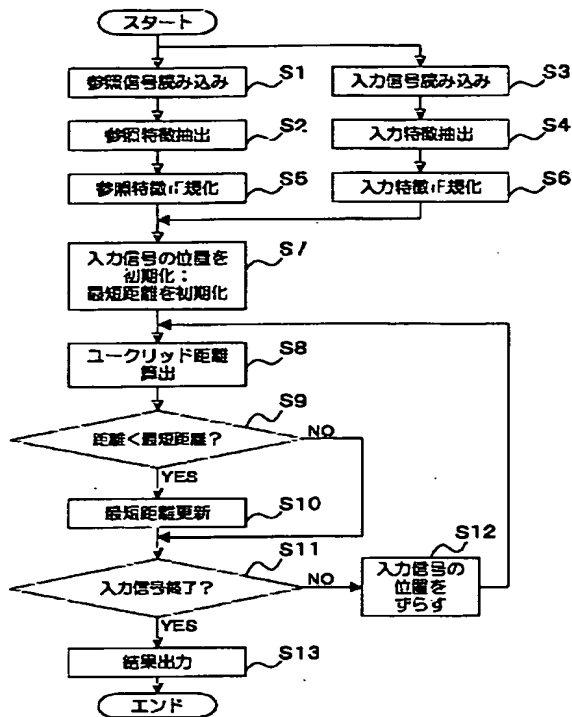 スタート
参照信号読み込み
S1
入力信号読み込み
S3
参照特徴抽出
S2
入力特徴抽出
S4
参照特徴正規化
S5
入力特徴正規化
S6
入力信号の位置を
初期化：
最短距離を初期化
S7
ユークリッド距離
算出
S8
距離<最短距離?
S9
NO
YES
最短距離更新
S10
入力信号終了?
S11
NO
入力信号の
位置を
ずらす
S12
YES
結果出力
S13
エンド